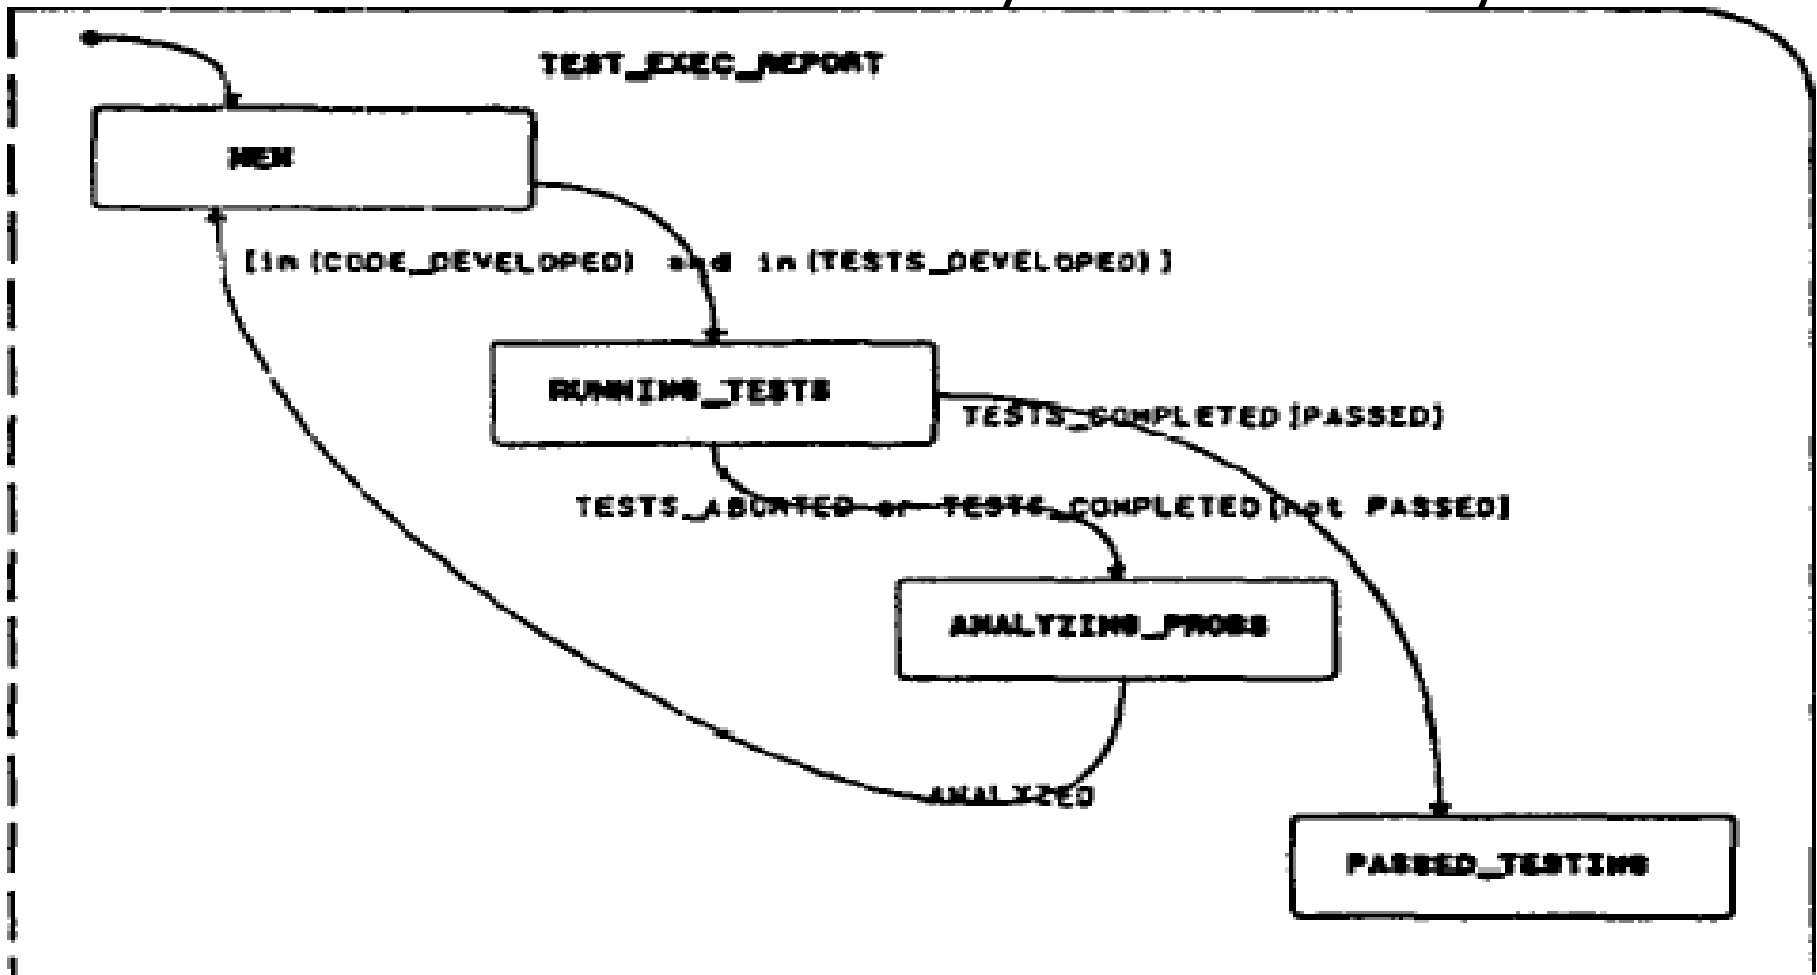 TEST_EXEC_REPORT
NEW
[in(CODE_DEVELOPED) and in(TESTS_DEVELOPED)]
RUNNING_TESTS
TESTS_COMPLETED[PASSED]
TESTS_ABORTED or TESTS_COMPLETED[not PASSED]
ANALYZING_PROBS
ANALYZED
PASSED_TESTING